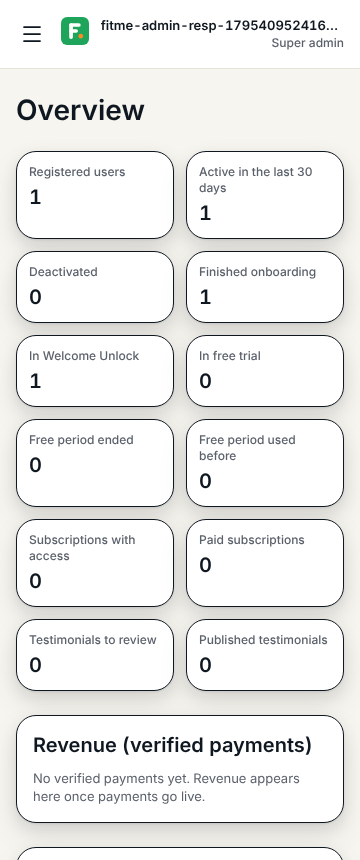 F
fitme-admin-resp-179540952416...
Super admin
Overview
Registered users
1
Active in the last 30
days
1
Deactivated
0
Finished onboarding
1
In Welcome Unlock
1
In free trial
0
Free period ended
0
Free period used
before
0
Subscriptions with
access
0
Paid subscriptions
0
Testimonials to review
0
Published testimonials
0
Revenue (verified payments)
No verified payments yet. Revenue appears
here once payments go live.